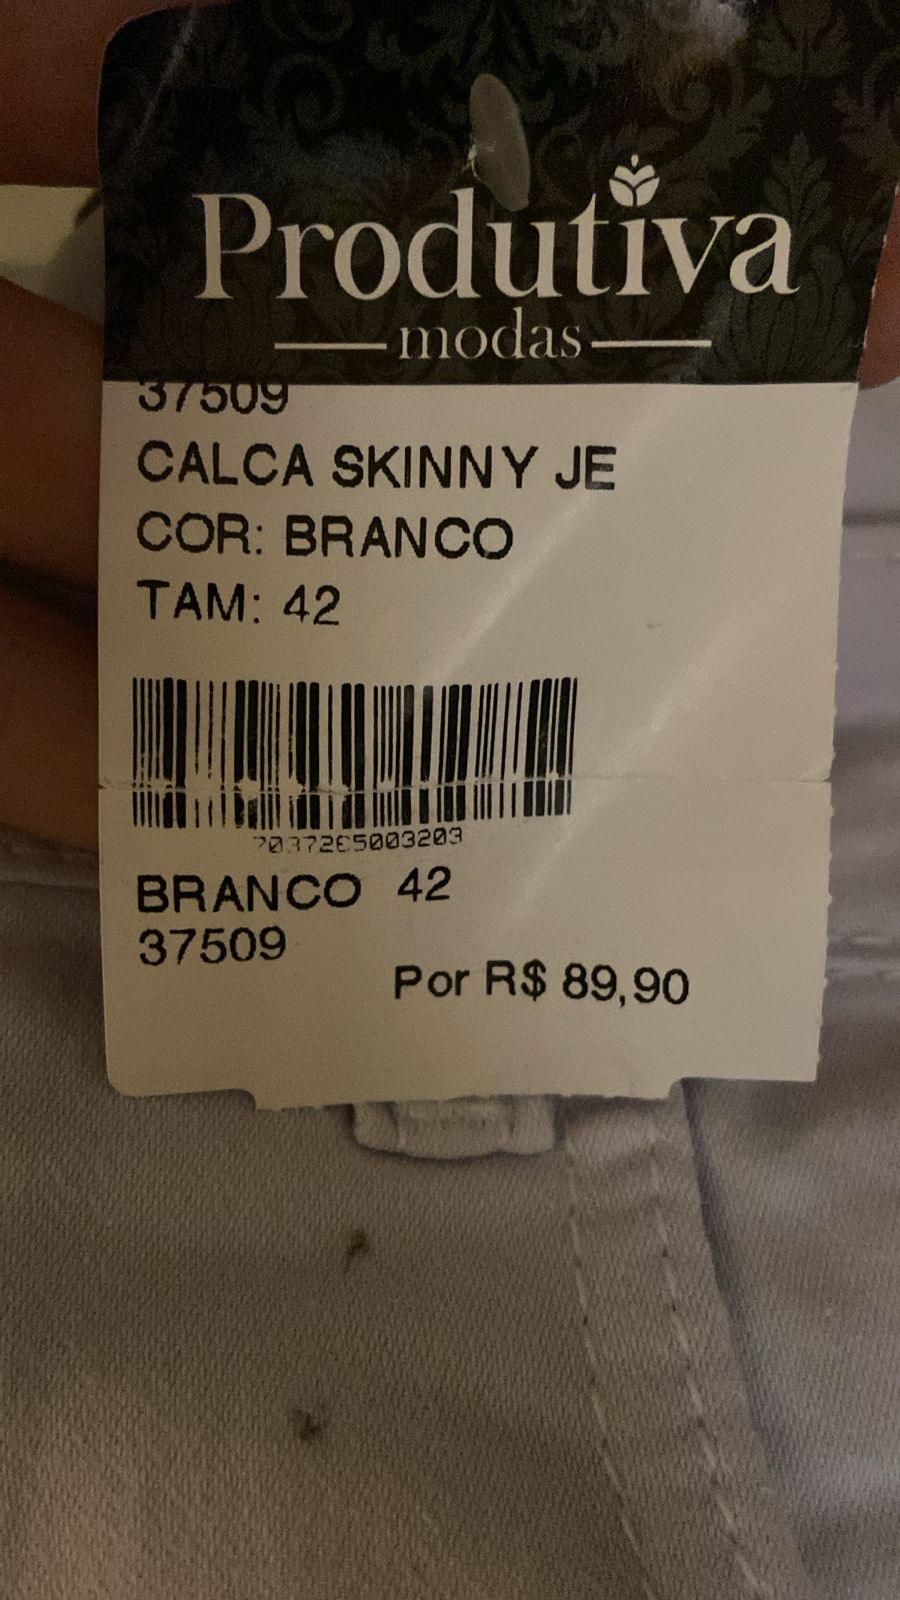 Produtiva
modas
37509
CALCA SKINNY JE
COR: BRANCO
TAM: 42
BRANCO 42
37509
Por R$ 89,90